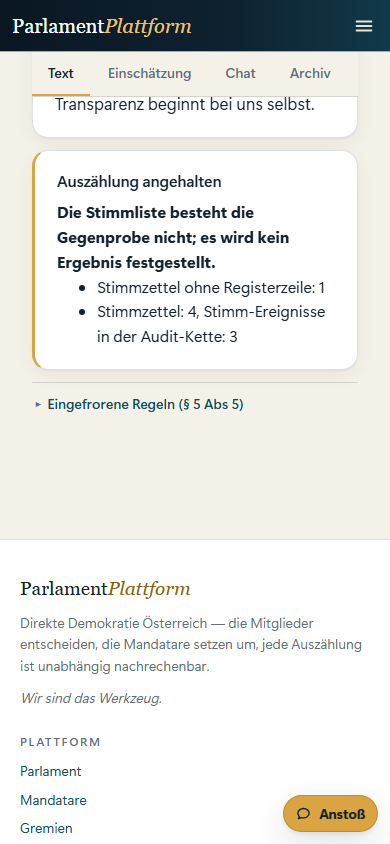 ParlamentPlattform
Text Einschätzung Chat Archiv
Transparenz beginnt bei uns selbst.
Auszählung angehalten
Die Stimmliste besteht die
Gegenprobe nicht; es wird kein
Ergebnis festgestellt.
• Stimmzettel ohne Registerzeile: 1
• Stimmzettel: 4, Stimm-Ereignisse
in der Audit-Kette: 3
▸ Eingefrorene Regeln (§ 5 Abs 5)
ParlamentPlattform
Direkte Demokratie Österreich — die Mitglieder
entscheiden, die Mandatare setzen um, jede Auszählung
ist unabhängig nachrechenbar.
Wir sind das Werkzeug.
PLATTFORM
Parlament
Mandatare
Gremien
Anstoß